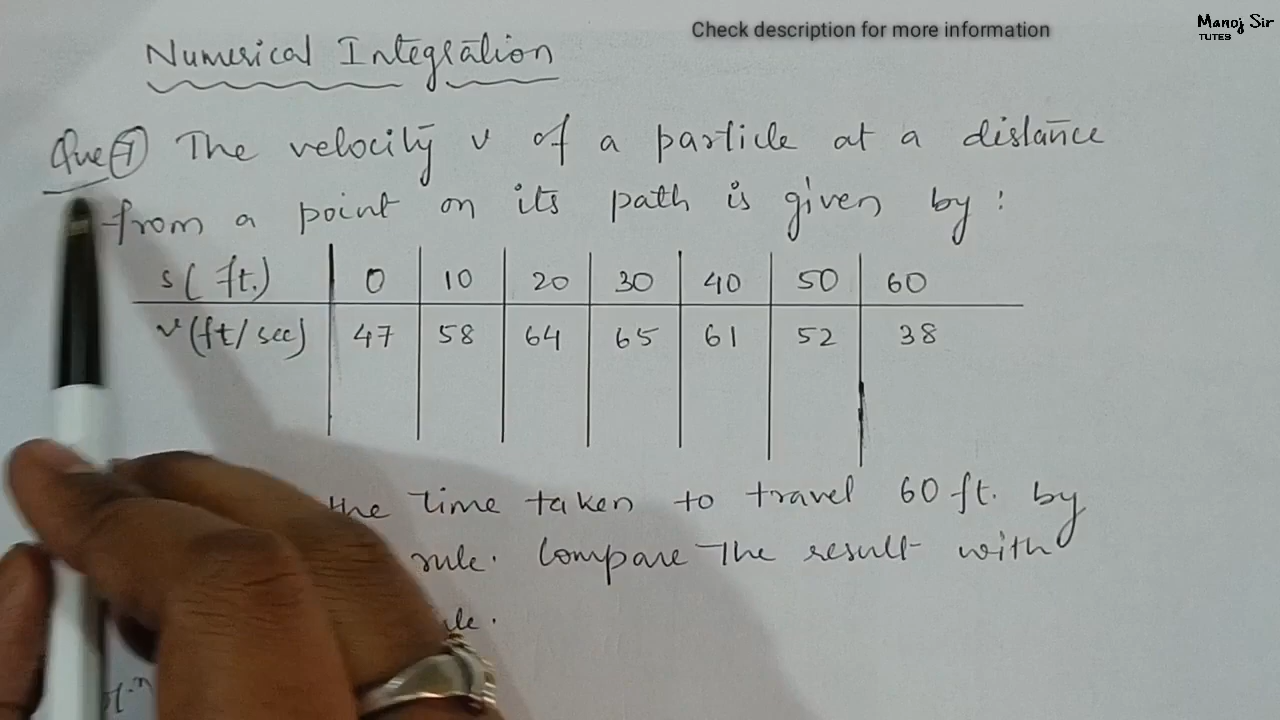 Check description for more information
Manoj Sir
TUTES
Numerical Integration
Que ① The velocity v of a particle at a distance
from a point on its path is given by :
s( ft.) 0 10 20 30 40 50 60
v(ft/sec) 47 58 64 65 61 52 38
the time taken to travel 60 ft. by
rule. Compare the result with